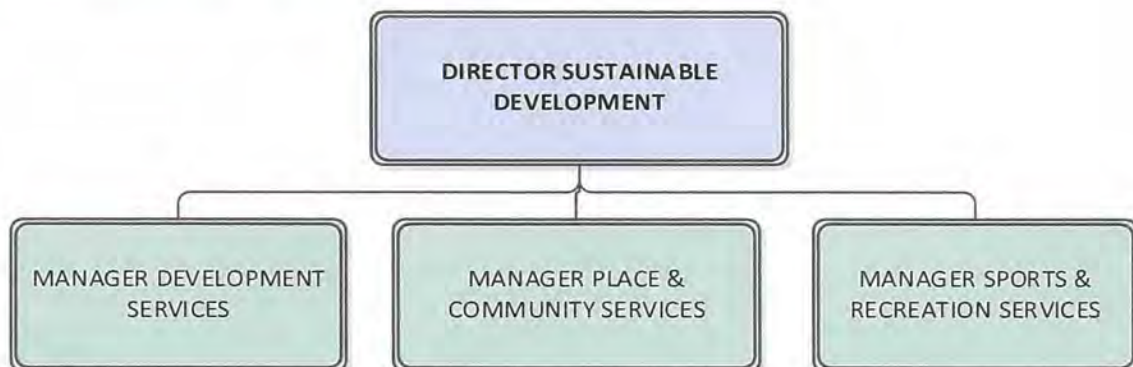 DIRECTOR SUSTAINABLE
DEVELOPMENT
MANAGER DEVELOPMENT
SERVICES
MANAGER PLACE &
COMMUNITY SERVICES
MANAGER SPORTS &
RECREATION SERVICES